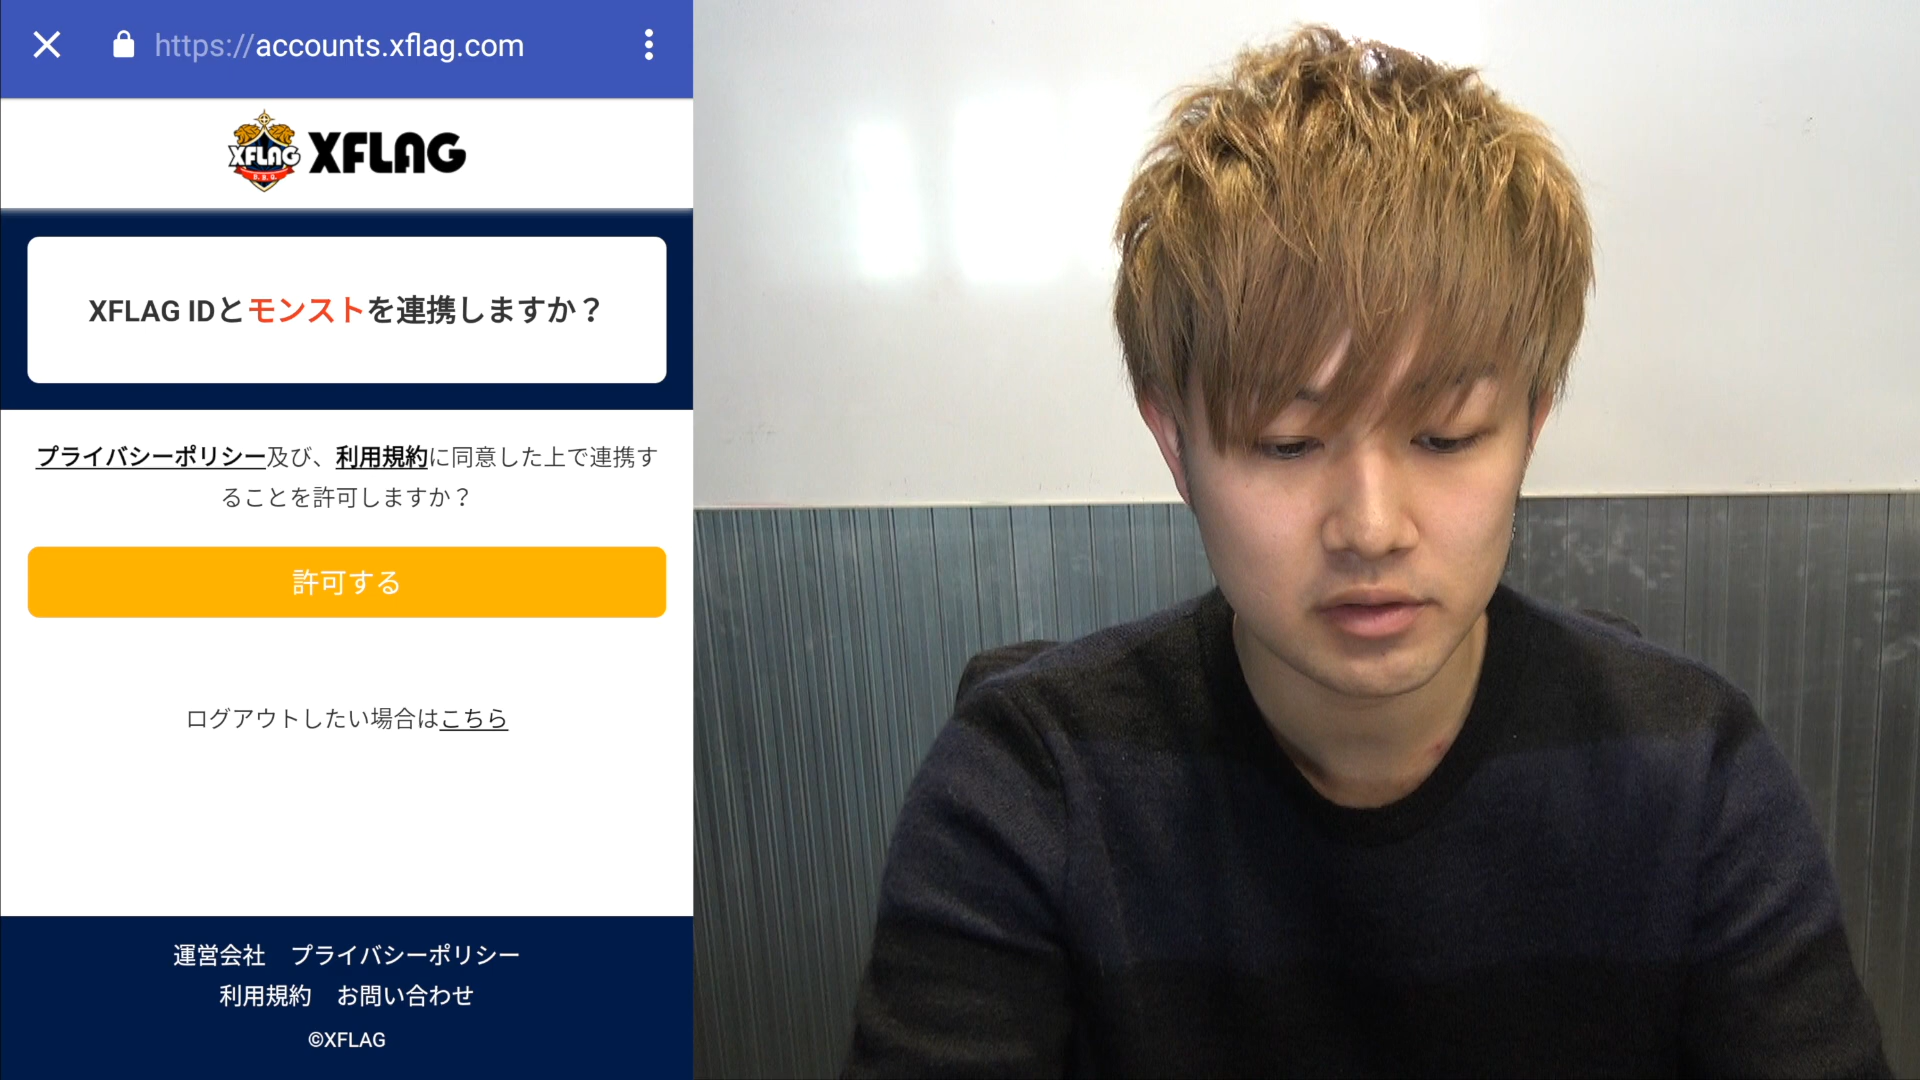 https://accounts.xflag.com
XFLAG
B.B.Q.
XFLAG
XFLAG IDとモンストを連携しますか？
プライバシーポリシー及び、利用規約に同意した上で連携す
ることを許可しますか？
許可する
ログアウトしたい場合はこちら
運営会社 プライバシーポリシー
利用規約 お問い合わせ
©XFLAG